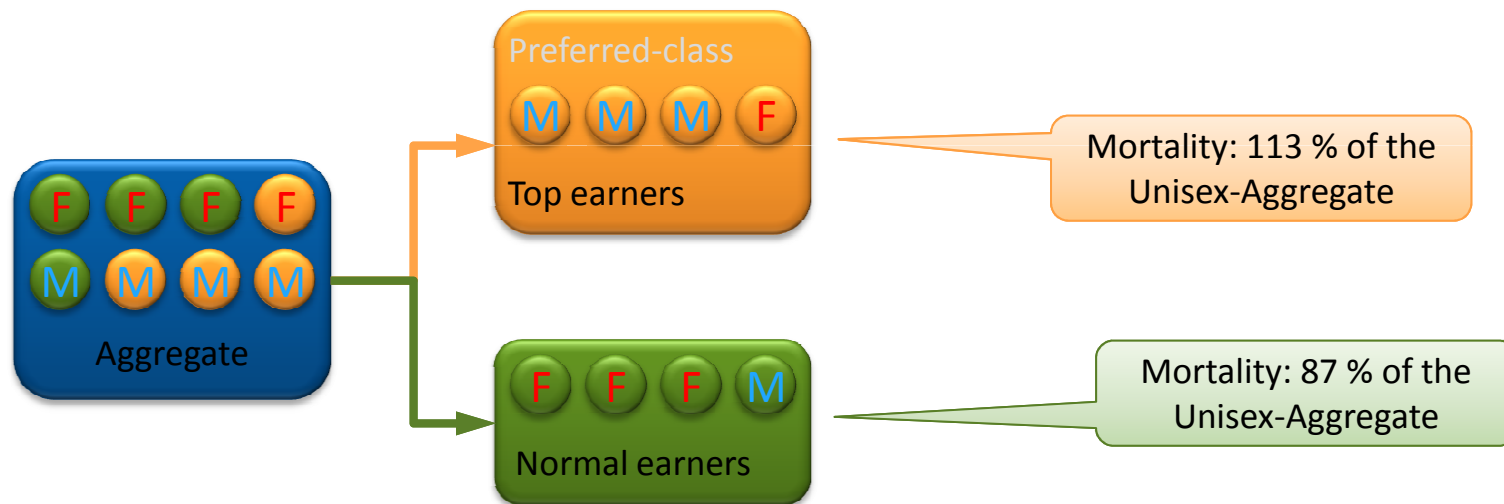 Preferred-class
M M M F
Top earners
Mortality: 113 % of the
Unisex-Aggregate
F F F F
M M M M
Aggregate
F F F M
Normal earners
Mortality: 87 % of the
Unisex-Aggregate